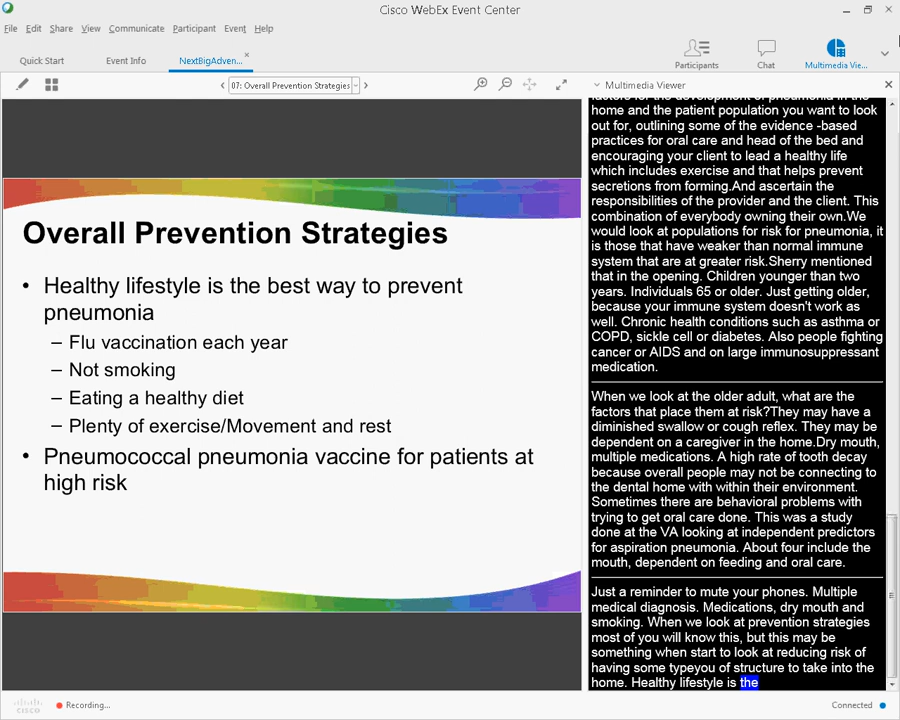 Cisco WebEx Event Center
File Edit Share View Communicate Participant Event Help
Quick Start Event Info NextBigAdven...
Participants Chat Multimedia Vie...
07: Overall Prevention Strategies
Multimedia Viewer
Overall Prevention Strategies
• Healthy lifestyle is the best way to prevent
pneumonia
– Flu vaccination each year
– Not smoking
– Eating a healthy diet
– Plenty of exercise/Movement and rest
• Pneumococcal pneumonia vaccine for patients at
high risk
factors for the development of pneumonia in the
home and the patient population you want to look
out for, outlining some of the evidence -based
practices for oral care and head of the bed and
encouraging your client to lead a healthy life
which includes exercise and that helps prevent
secretions from forming.And ascertain the
responsibilities of the provider and the client. This
combination of everybody owning their own.We
would look at populations for risk for pneumonia, it
is those that have weaker than normal immune
system that are at greater risk.Sherry mentioned
that in the opening. Children younger than two
years. Individuals 65 or older. Just getting older,
because your immune system doesn't work as
well. Chronic health conditions such as asthma or
COPD, sickle cell or diabetes. Also people fighting
cancer or AIDS and on large immunosuppressant
medication.
When we look at the older adult, what are the
factors that place them at risk?They may have a
diminished swallow or cough reflex. They may be
dependent on a caregiver in the home.Dry mouth,
multiple medications. A high rate of tooth decay
because overall people may not be connecting to
the dental home with within their environment.
Sometimes there are behavioral problems with
trying to get oral care done. This was a study
done at the VA looking at independent predictors
for aspiration pneumonia. About four include the
mouth, dependent on feeding and oral care.
Just a reminder to mute your phones. Multiple
medical diagnosis. Medications, dry mouth and
smoking. When we look at prevention strategies
most of you will know this, but this may be
something when start to look at reducing risk of
having some typeyou of structure to take into the
home. Healthy lifestyle is the
cisco Recording... Connected